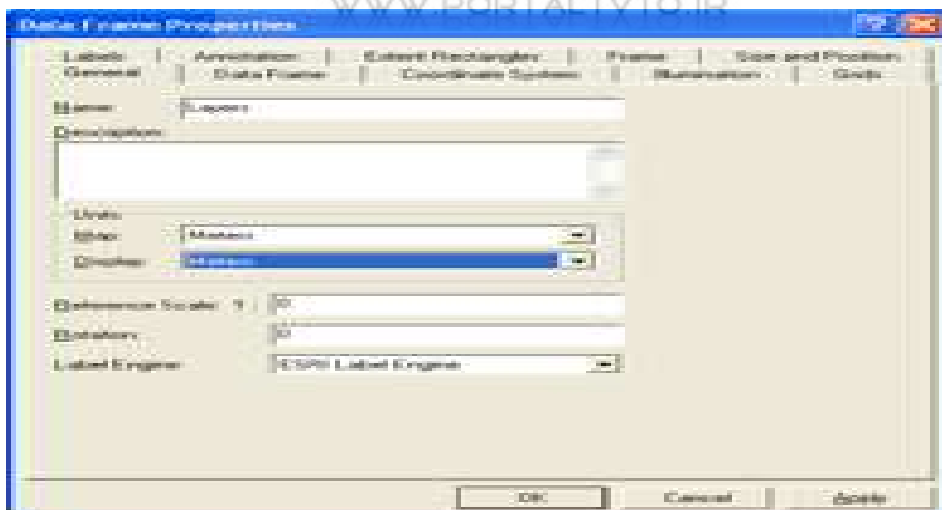 WWW.PORTALTVTO.IR
Data Frame Properties
Labels Annotation Extent Rectangles Frame Size and Position
General Data Frame Coordinate System Illumination Grids
Name: Layers
Description:
Units
Map: Meters
Display: Meters
Reference Scale: 1 : 0
Rotation: 0
Label Engine: ESRI Label Engine
OK Cancel Apply